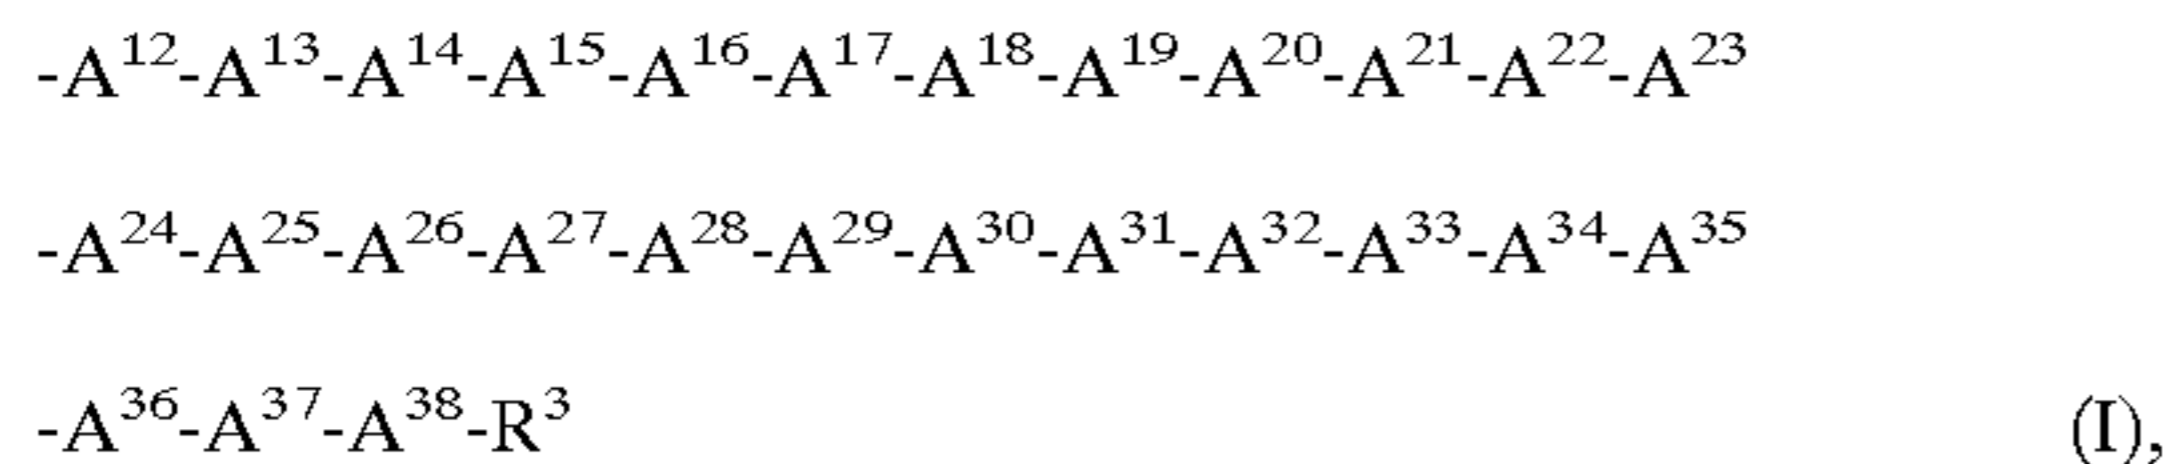 -A¹²-A¹³-A¹⁴-A¹⁵-A¹⁶-A¹⁷-A¹⁸-A¹⁹-A²⁰-A²¹-A²²-A²³
-A²⁴-A²⁵-A²⁶-A²⁷-A²⁸-A²⁹-A³⁰-A³¹-A³²-A³³-A³⁴-A³⁵
-A³⁶-A³⁷-A³⁸-R³ (I),